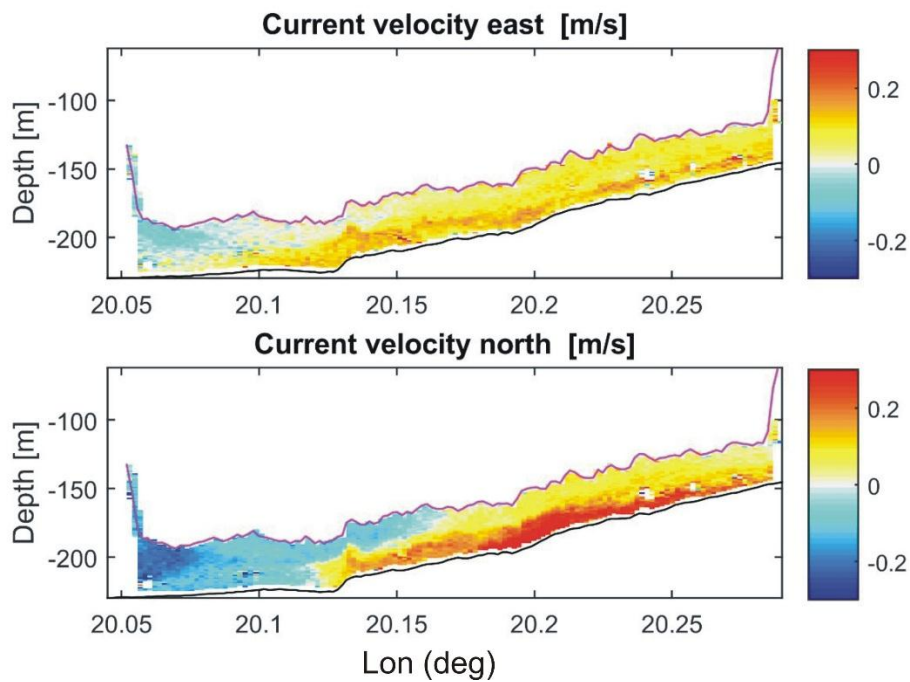 Current velocity east [m/s]
Depth [m]
-100
-150
-200
0.2
0
-0.2
20.05 20.1 20.15 20.2 20.25
Current velocity north [m/s]
Depth [m]
-100
-150
-200
0.2
0
-0.2
20.05 20.1 20.15 20.2 20.25
Lon (deg)